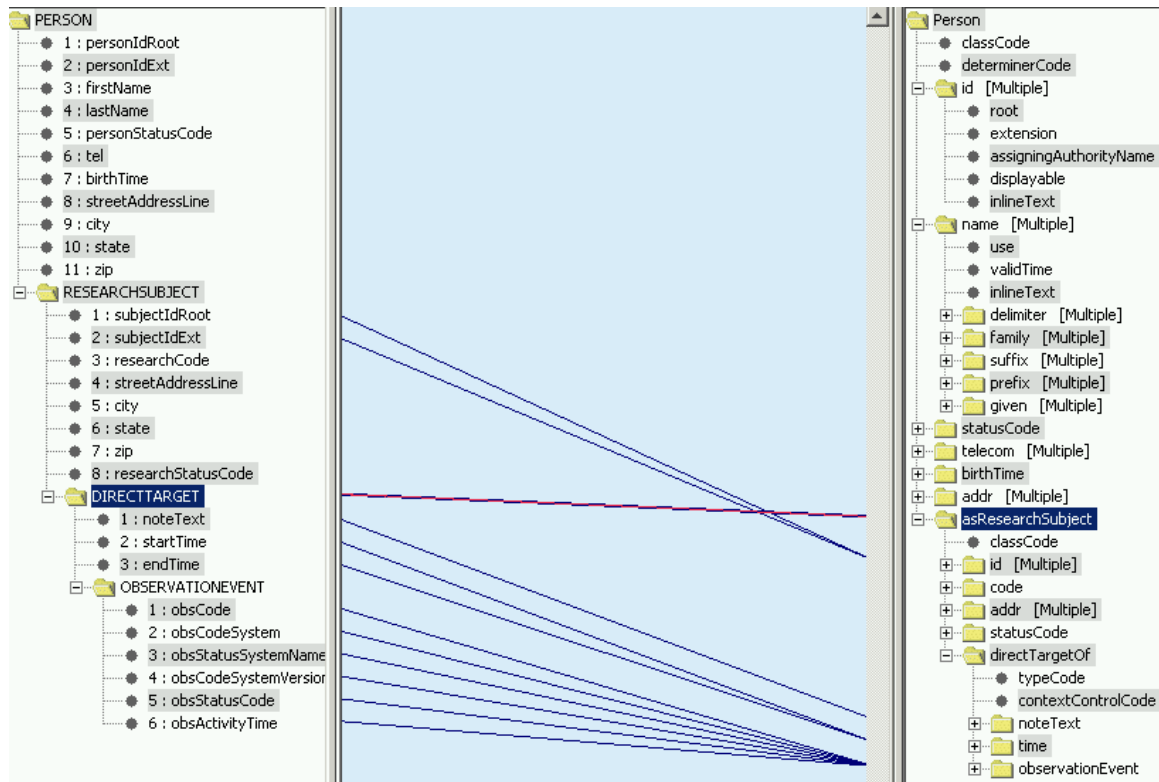 PERSON
1 : personIdRoot
2 : personIdExt
3 : firstName
4 : lastName
5 : personStatusCode
6 : tel
7 : birthTime
8 : streetAddressLine
9 : city
10 : state
11 : zip
RESEARCHSUBJECT
1 : subjectIdRoot
2 : subjectIdExt
3 : researchCode
4 : streetAddressLine
5 : city
6 : state
7 : zip
8 : researchStatusCode
DIRECTTARGET
1 : noteText
2 : startTime
3 : endTime
OBSERVATIONEVENT
1 : obsCode
2 : obsCodeSystem
3 : obsStatusSystemName
4 : obsCodeSystemVersion
5 : obsStatusCode
6 : obsActivityTime
Person
classCode
determinerCode
id [Multiple]
root
extension
assigningAuthorityName
displayable
inlineText
name [Multiple]
use
validTime
inlineText
delimiter [Multiple]
family [Multiple]
suffix [Multiple]
prefix [Multiple]
given [Multiple]
statusCode
telecom [Multiple]
birthTime
addr [Multiple]
asResearchSubject
classCode
id [Multiple]
code
addr [Multiple]
statusCode
directTargetOf
typeCode
contextControlCode
noteText
time
observationEvent